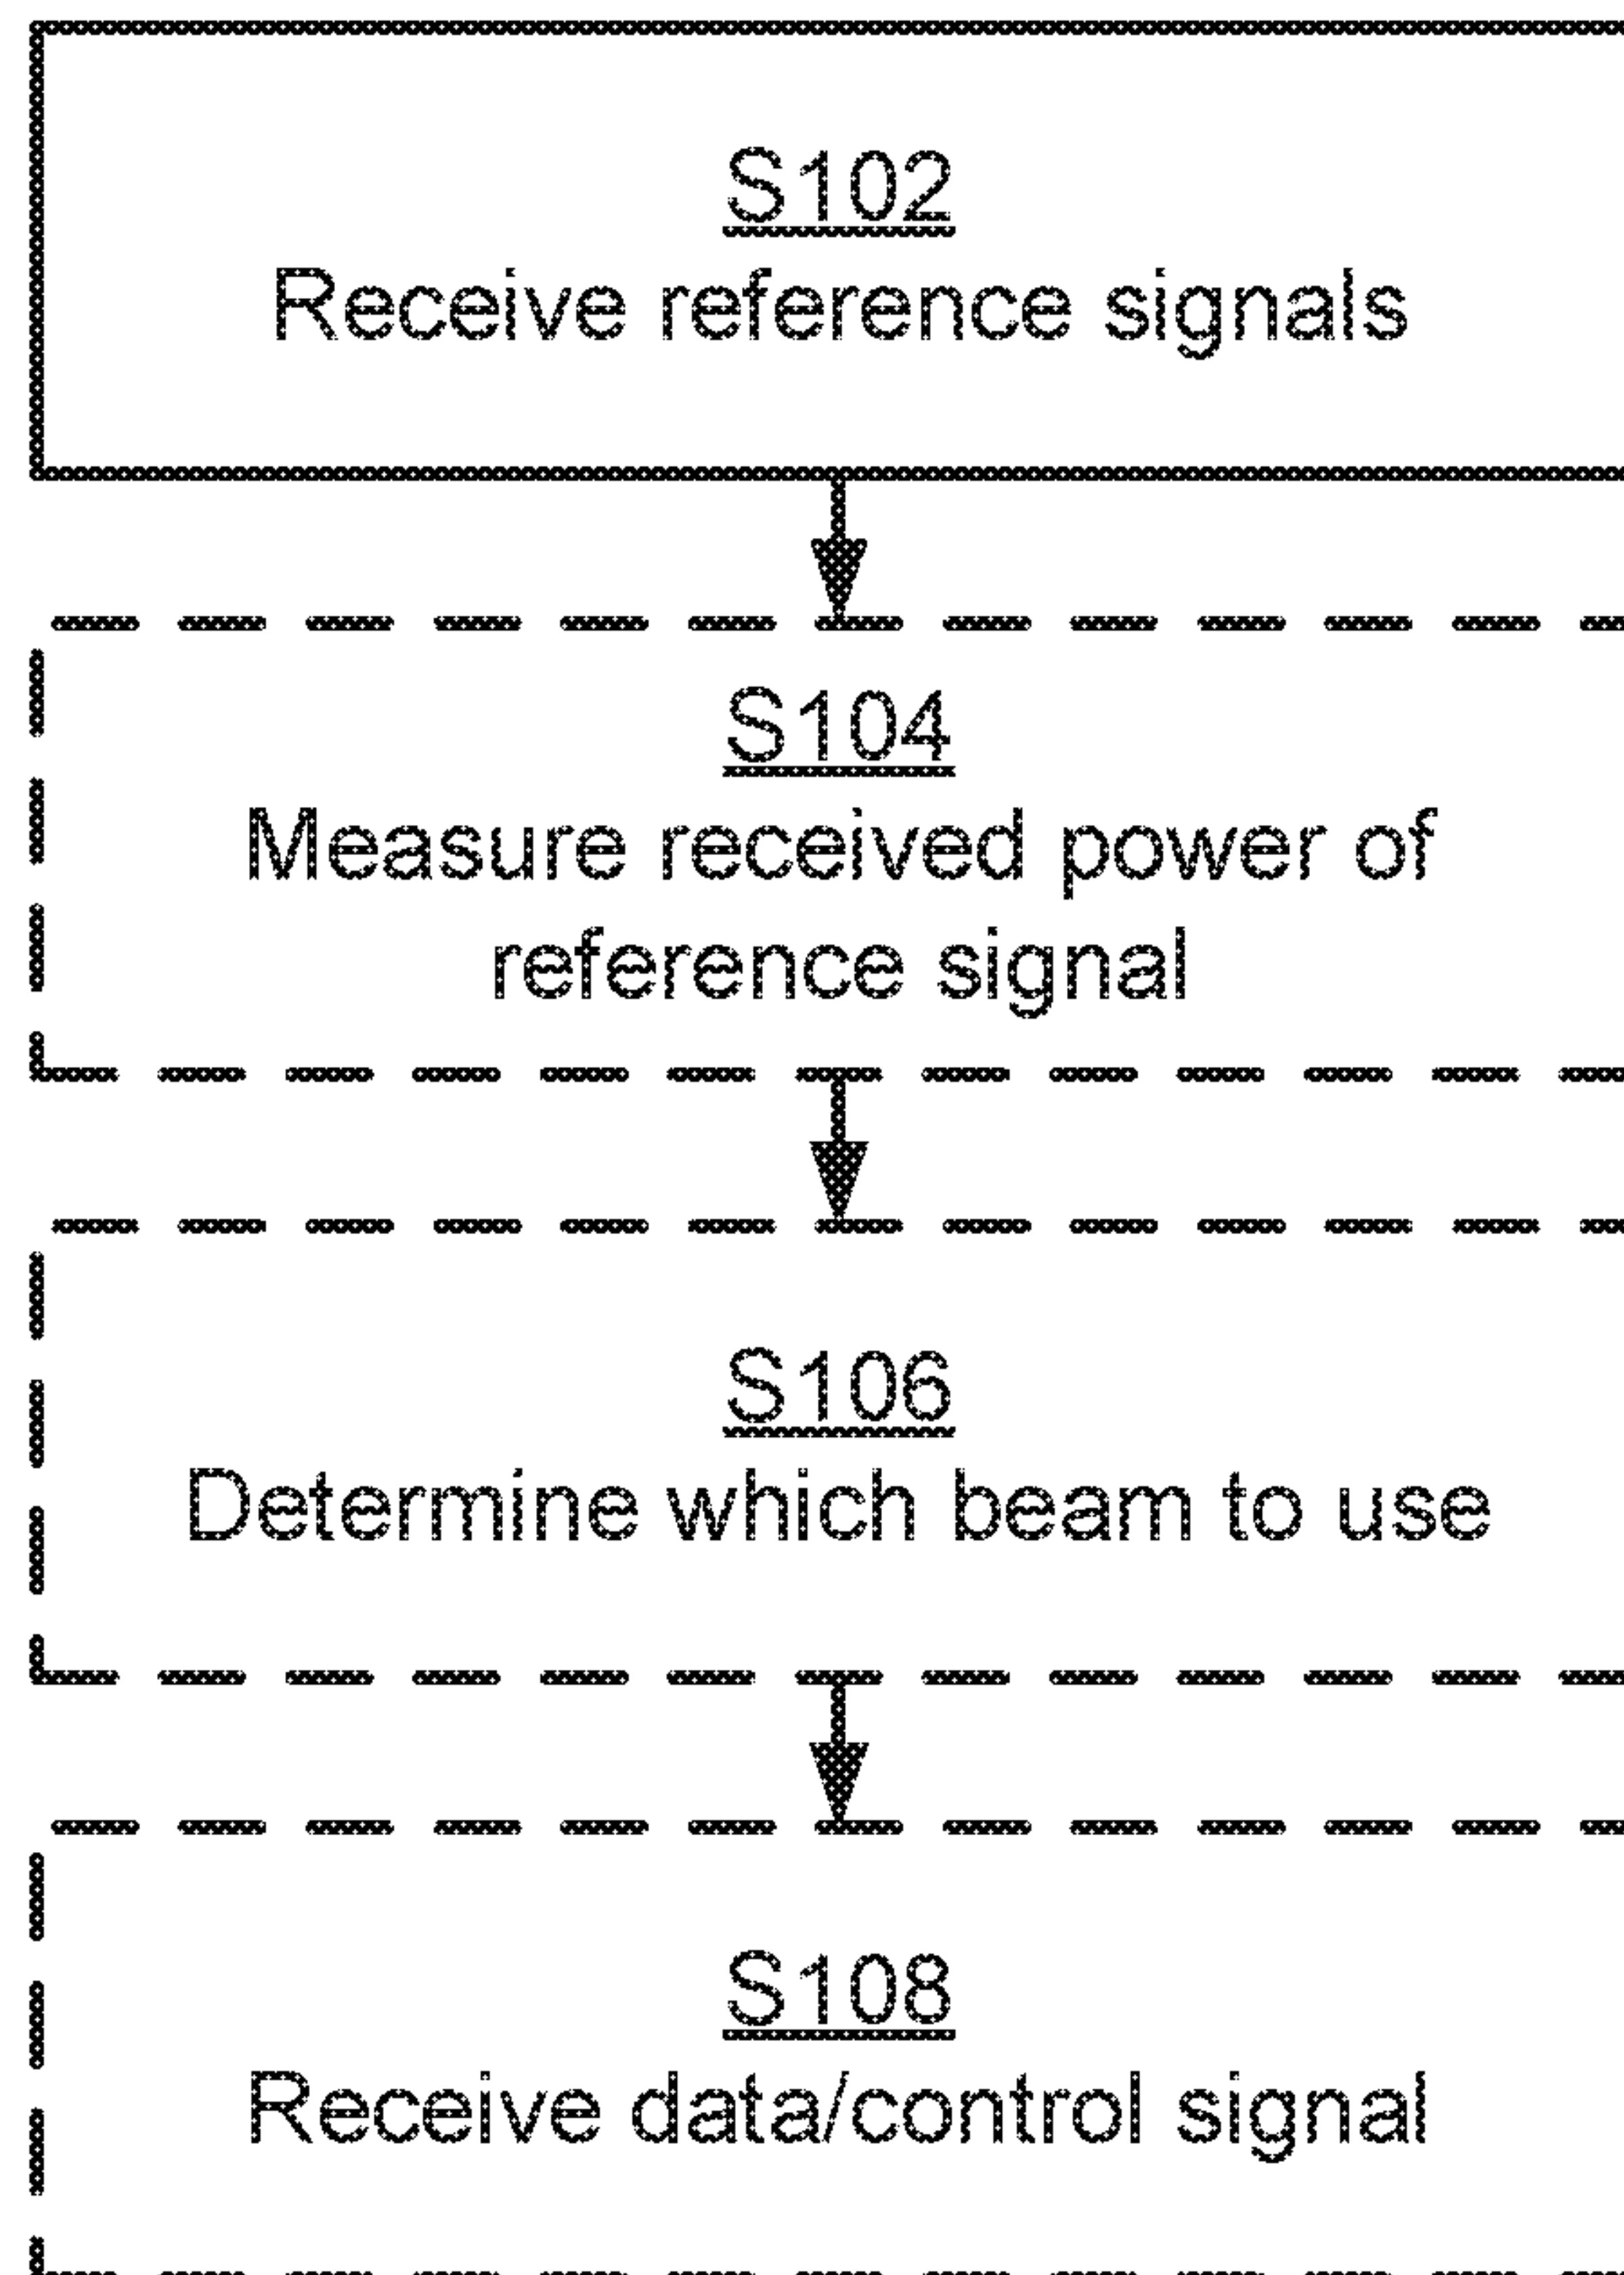 S102
Receive reference signals
S104
Measure received power of
reference signal
S106
Determine which beam to use
S108
Receive data/control signal